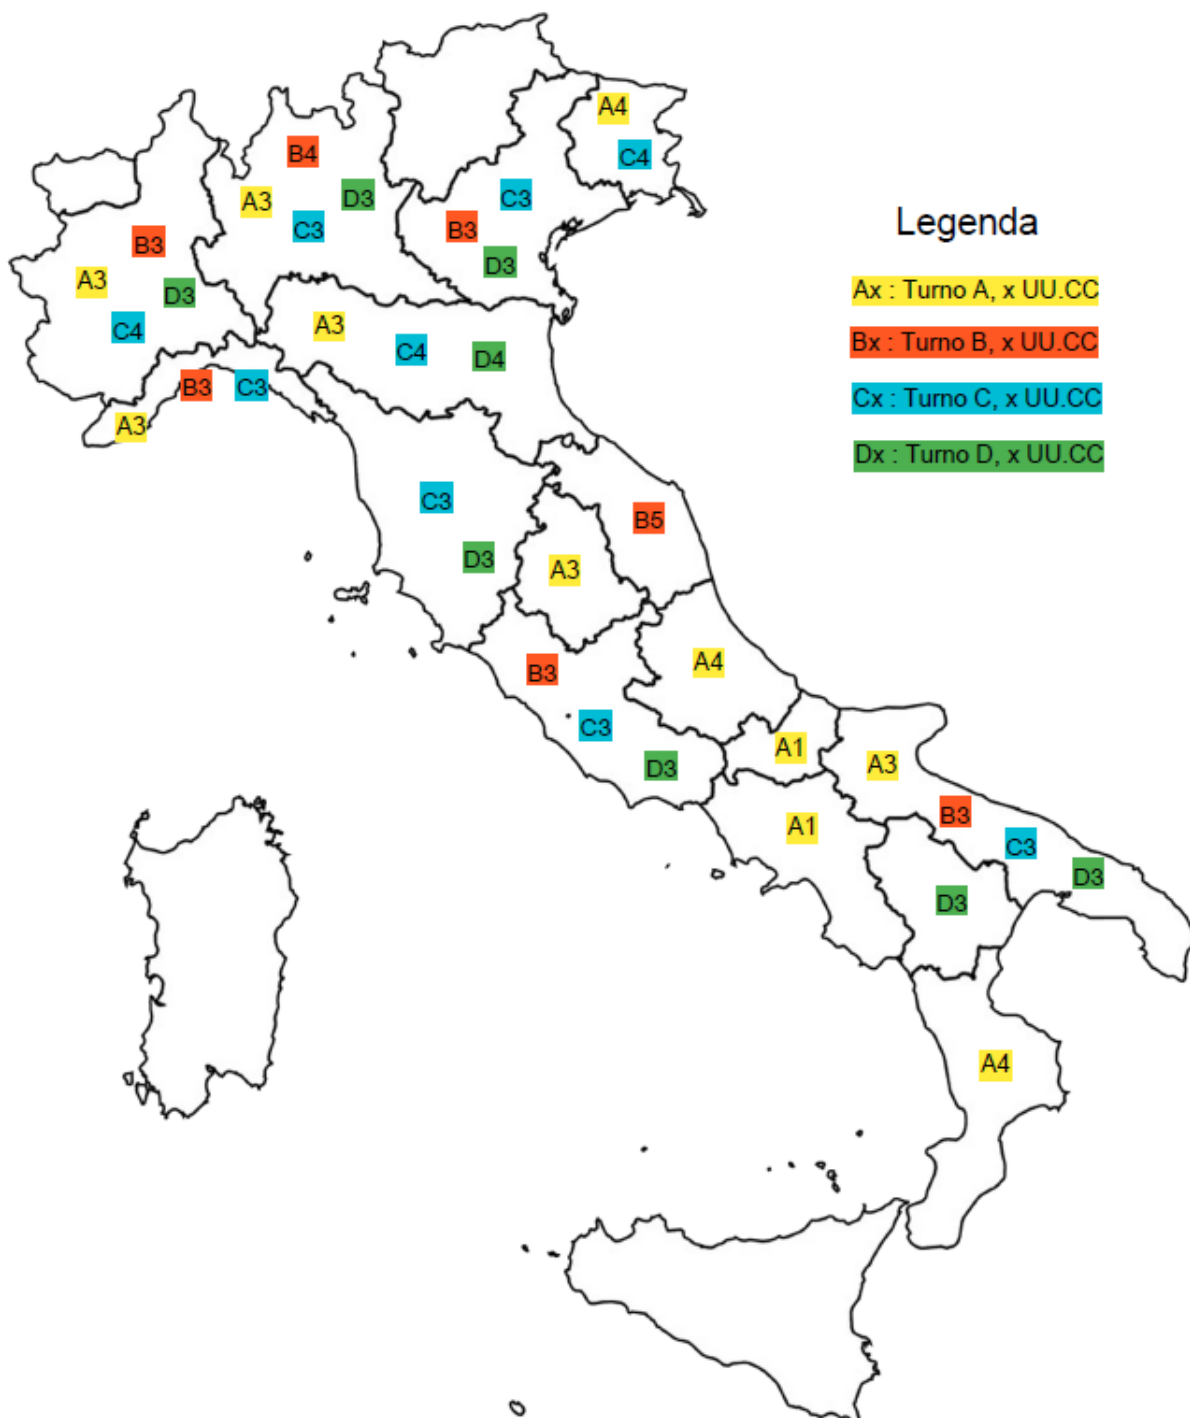 A4
B4
C4
A3
D3
C3
C3
B3
B3
D3
A3
D3
C4
A3
C4
D4
B3
C3
A3
Legenda
Ax : Turno A, x UU.CC
Bx : Turno B, x UU.CC
Cx : Turno C, x UU.CC
Dx : Turno D, x UU.CC
C3
D3
B5
A3
B3
C3
D3
A4
A1
A1
A3
B3
C3
D3
D3
A4